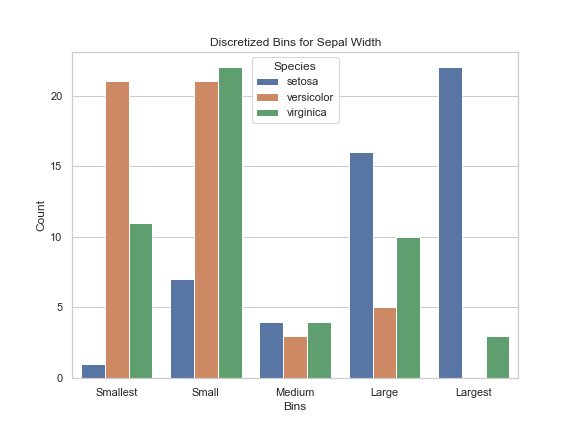 Discretized Bins for Sepal Width
Species
setosa
versicolor
virginica
20
15
10
5
0
Count
Smallest Small Medium Large Largest
Bins